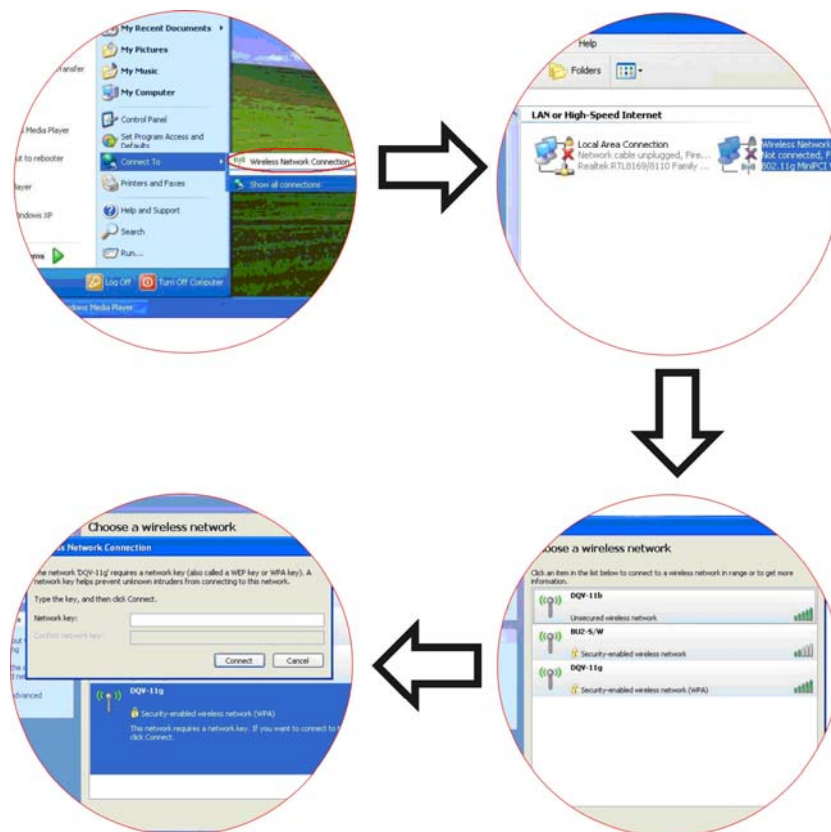 My Recent Documents
My Pictures
My Music
My Computer
Control Panel
Set Program Access and
Defaults
Connect To
Printers and Faxes
Help and Support
Search
Run...
Media Player
ut to rebooter
ayer
indows XP
Log Off
Turn Off Computer
dows Media Player
Wireless Network Connection
Show all connections
Help
Folders
LAN or High-Speed Internet
Local Area Connection
Network cable unplugged, Fire...
Realtek RTL8169/8110 Family ...
Wireless Network
Not connected, F
802.11g MiniPCI
Choose a wireless network
ss Network Connection
he network 'DQV-11g' requires a network key (also called a WEP key or WPA key). A
network key helps prevent unknown intruders from connecting to this network.
Type the key, and then click Connect.
Network key:
Confirm network key:
Connect
Cancel
dvanced
DQV-11g
Security-enabled wireless network (WPA)
This network requires a network key. If you want to connect to
click Connect.
oose a wireless network
Click an item in the list below to connect to a wireless network in range or to get more
information.
DQV-11b
Unsecured wireless network
BU2-S/W
Security-enabled wireless network
DQV-11g
Security-enabled wireless network (WPA)